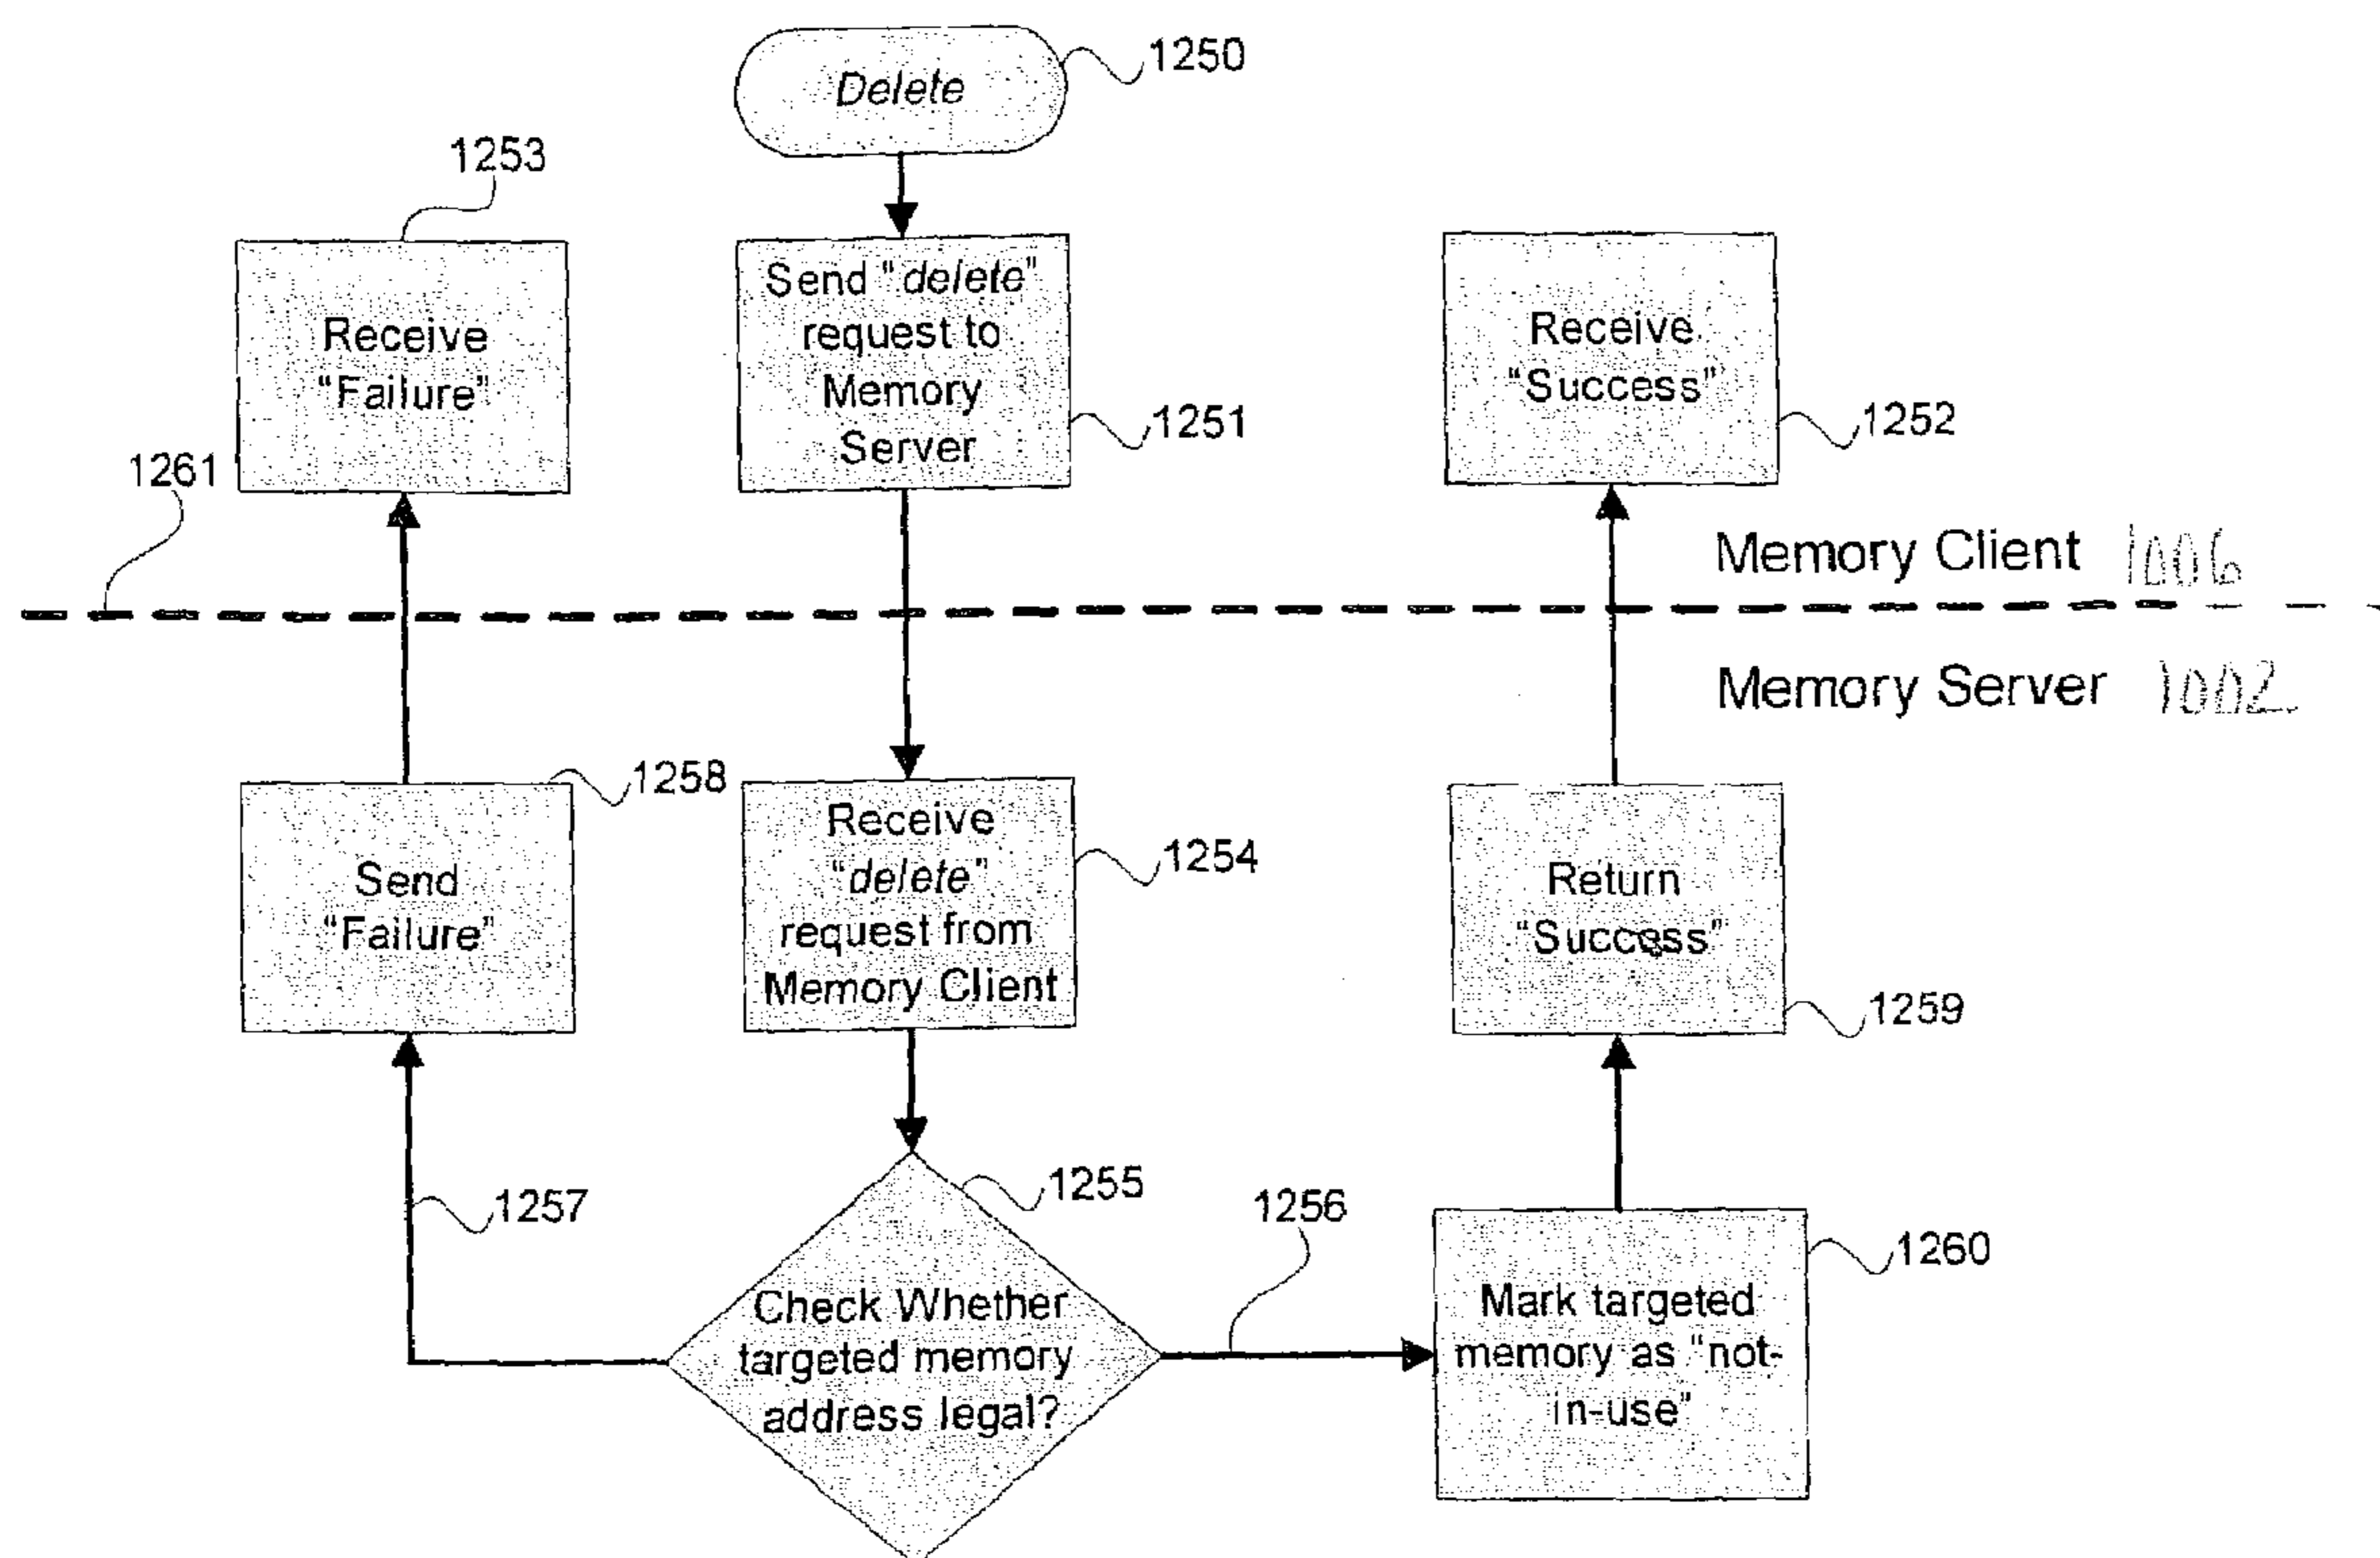 Delete
1250
1253
Receive
“Failure”
Send “delete”
request to
Memory
Server
1251
Receive
“Success”
1252
1261
Memory Client 1006
Memory Server 1002
Send
“Failure”
1258
Receive
“delete”
request from
Memory Client
1254
Return
“Success”
1259
1257
Check Whether
targeted memory
address legal?
1255
1256
Mark targeted
memory as “not-
in-use”
1260